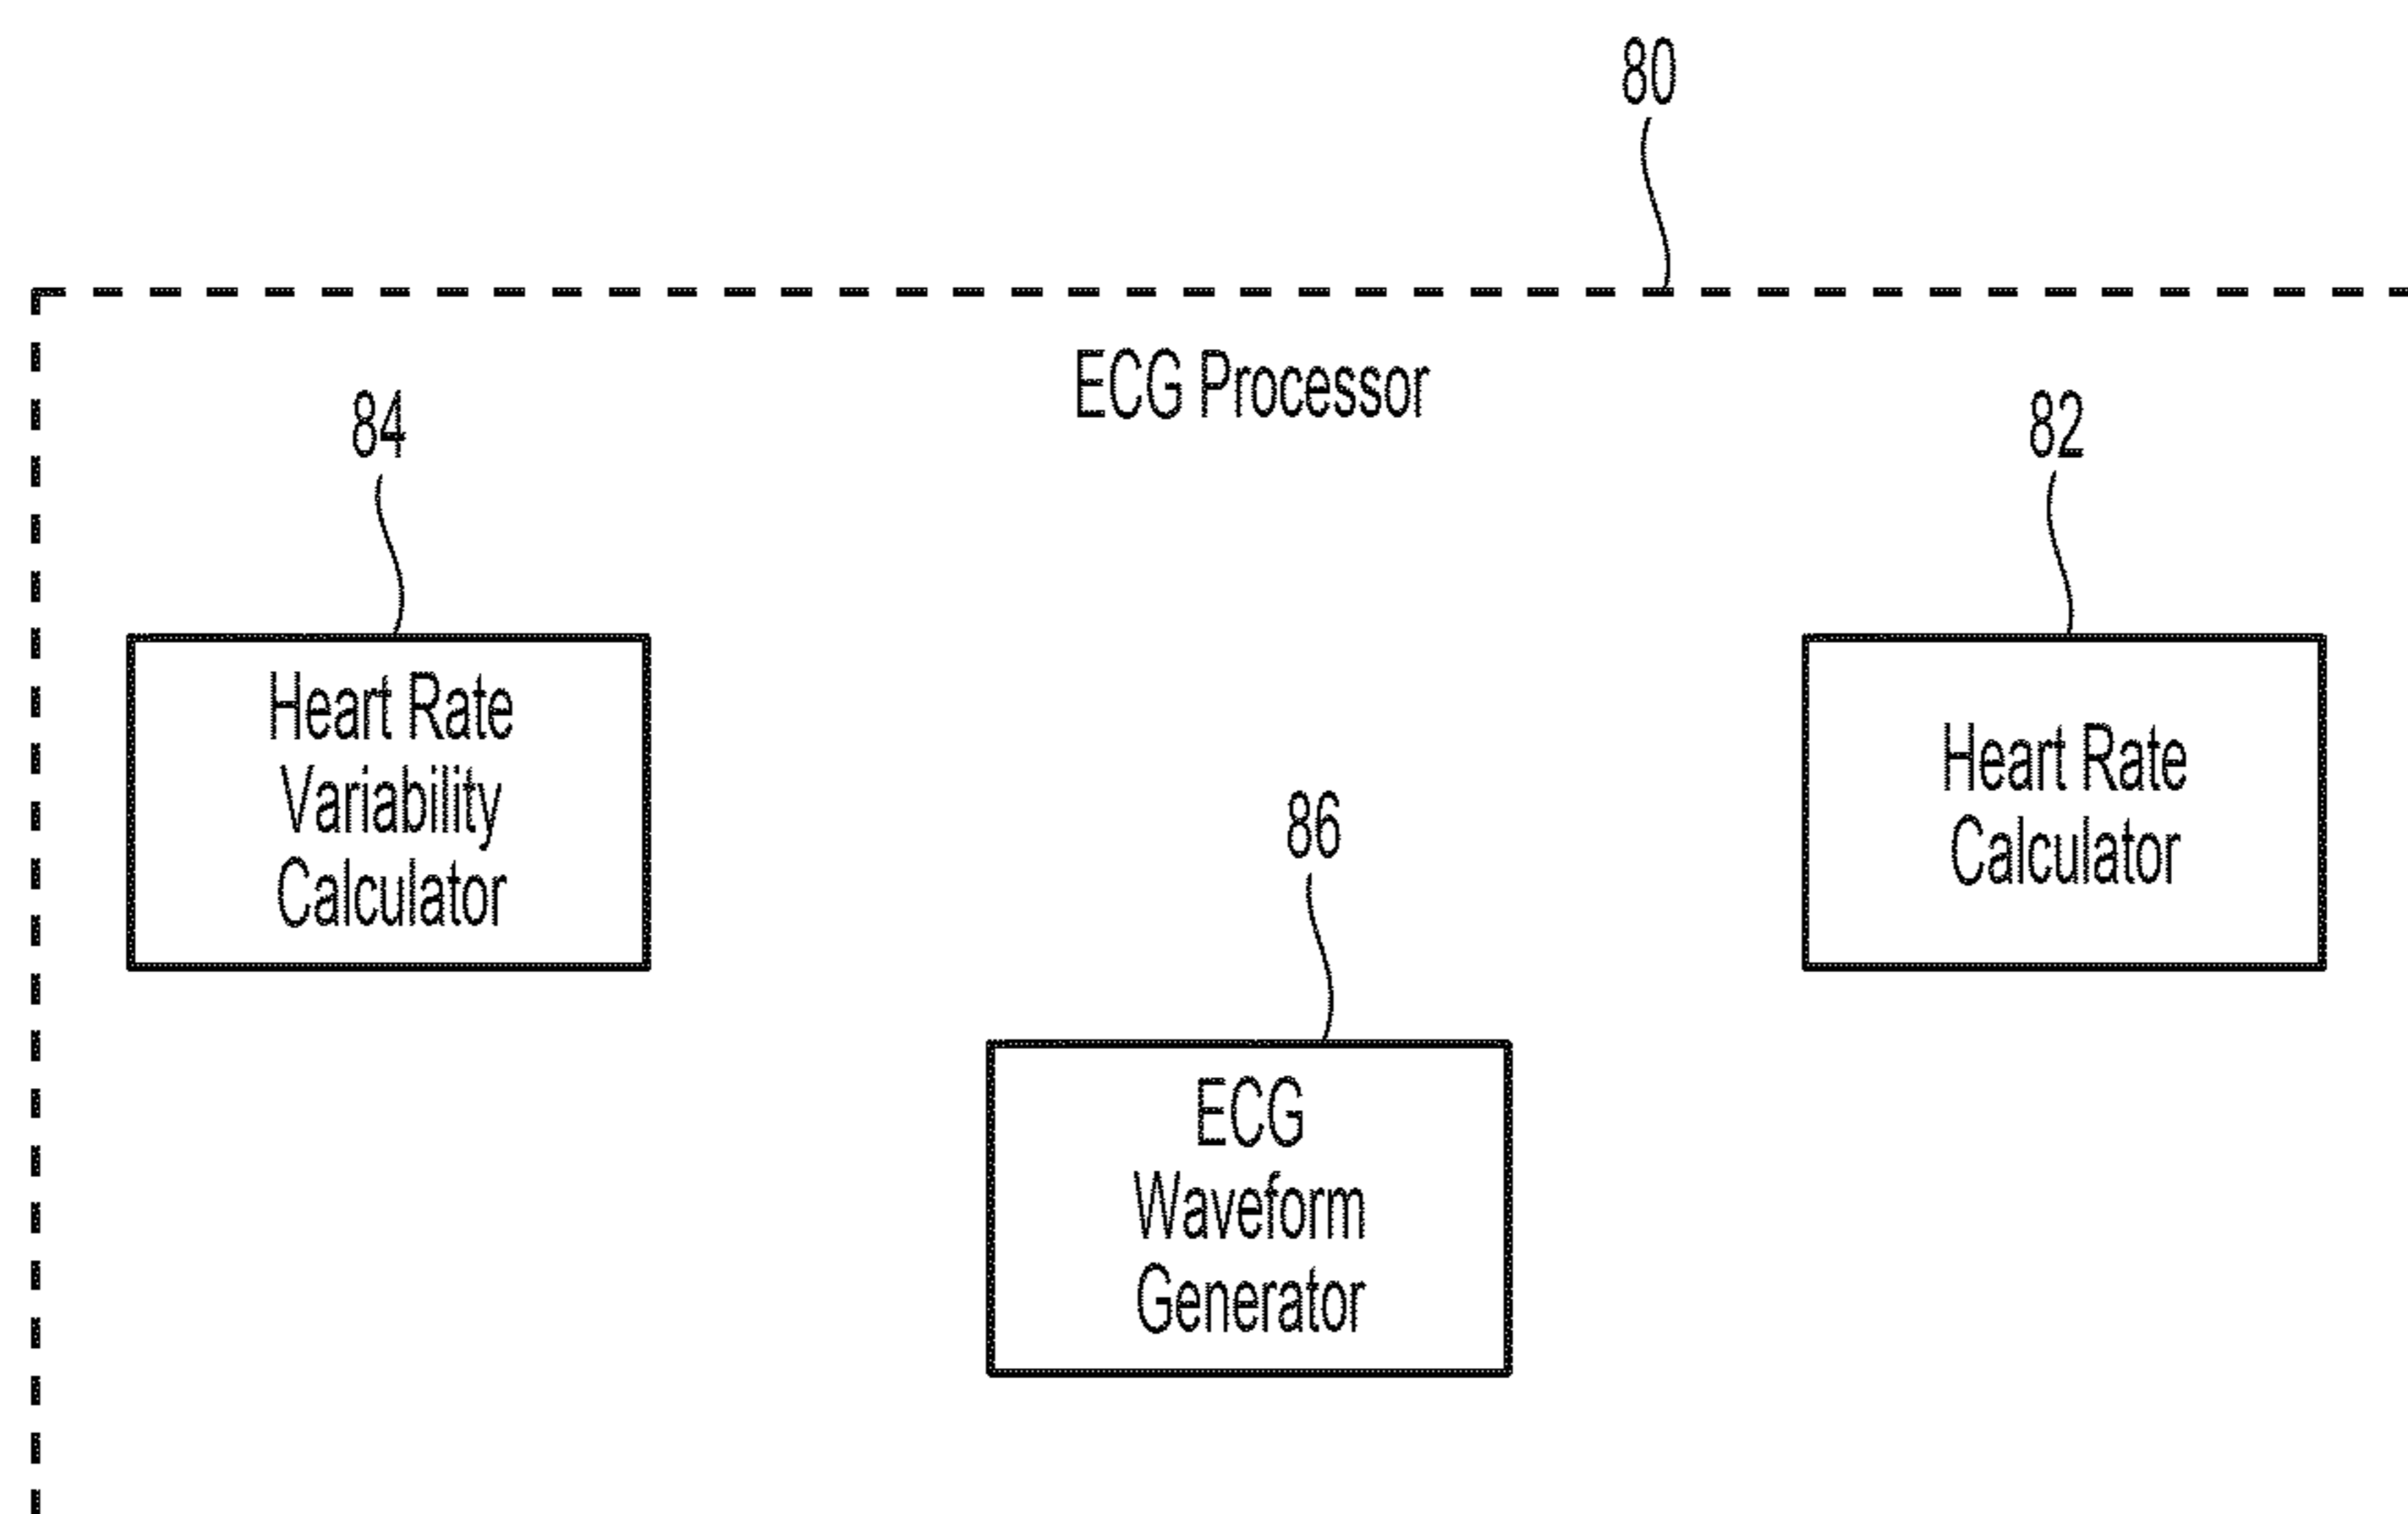 80
ECG Processor
84
82
Heart Rate
Variability
Calculator
Heart Rate
Calculator
86
ECG
Waveform
Generator